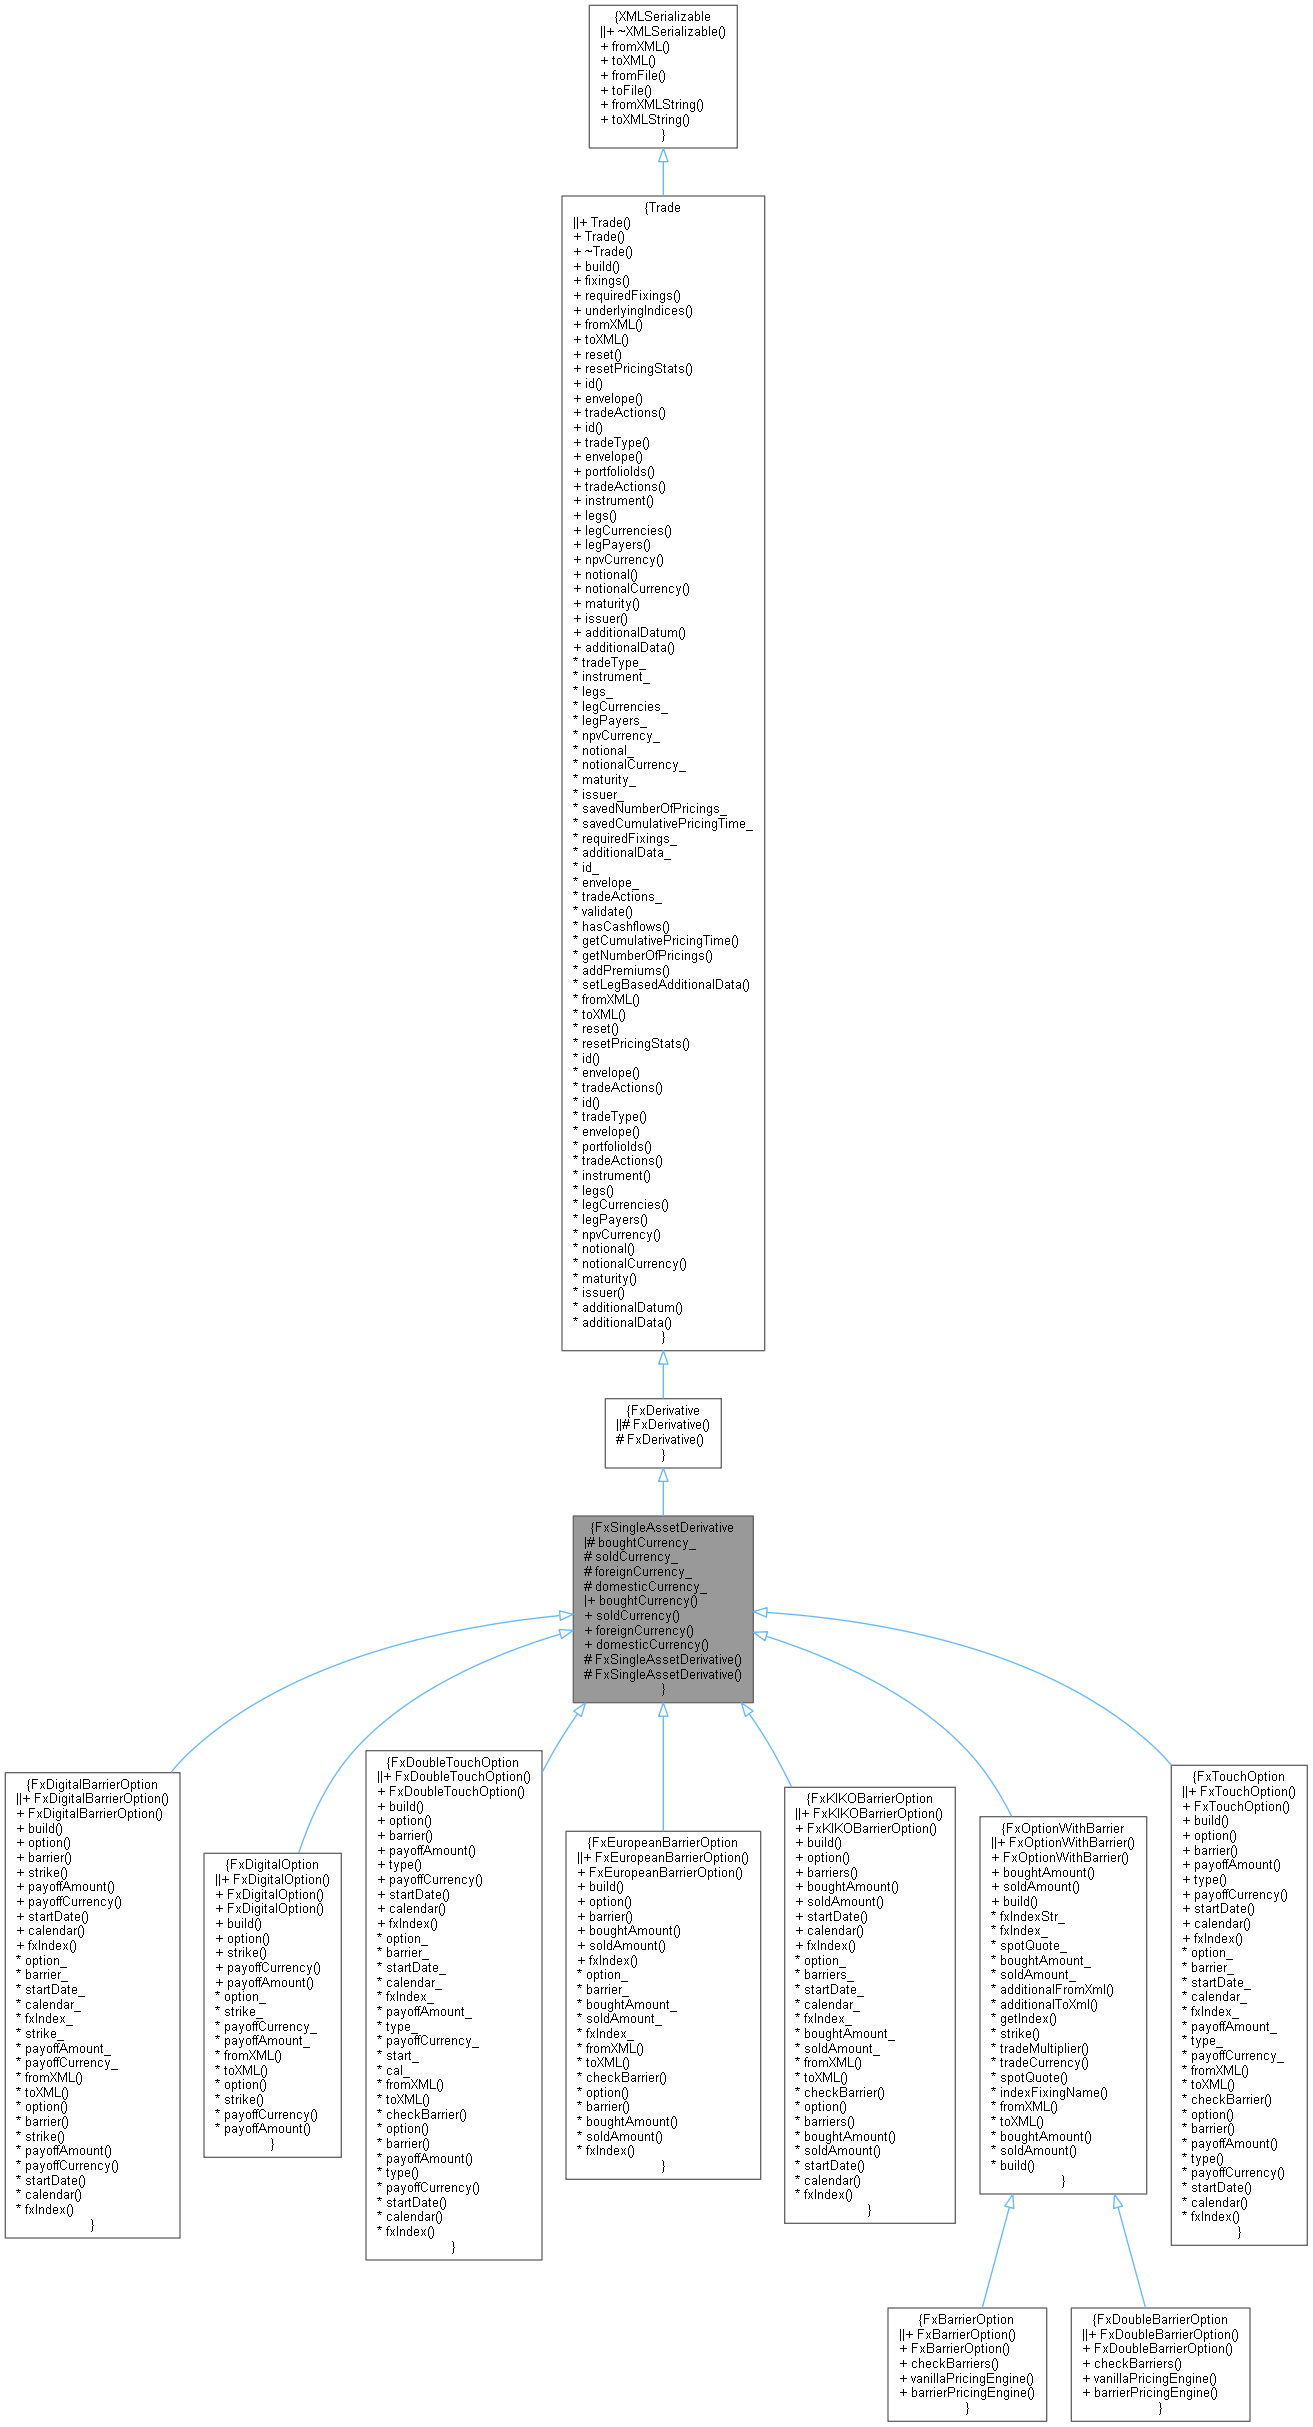 {XMLSerializable
||+ ~XMLSerializable()
+ fromXML()
+ toXML()
+ fromFile()
+ toFile()
+ fromXMLString()
+ toXMLString()
}
{Trade
||+ Trade()
+ Trade()
+ ~Trade()
+ build()
+ fixings()
+ requiredFixings()
+ underlyingIndices()
+ fromXML()
+ toXML()
+ reset()
+ resetPricingStats()
+ id()
+ envelope()
+ tradeActions()
+ id()
+ tradeType()
+ envelope()
+ portfolioIds()
+ tradeActions()
+ instrument()
+ legs()
+ legCurrencies()
+ legPayers()
+ npvCurrency()
+ notional()
+ notionalCurrency()
+ maturity()
+ issuer()
+ additionalDatum()
+ additionalData()
* tradeType_
* instrument_
* legs_
* legCurrencies_
* legPayers_
* npvCurrency_
* notional_
* notionalCurrency_
* maturity_
* issuer_
* savedNumberOfPricings_
* savedCumulativePricingTime_
* requiredFixings_
* additionalData_
* id_
* envelope_
* tradeActions_
* validate()
* hasCashflows()
* getCumulativePricingTime()
* getNumberOfPricings()
* addPremiums()
* setLegBasedAdditionalData()
* fromXML()
* toXML()
* reset()
* resetPricingStats()
* id()
* envelope()
* tradeActions()
* id()
* tradeType()
* envelope()
* portfolioIds()
* tradeActions()
* instrument()
* legs()
* legCurrencies()
* legPayers()
* npvCurrency()
* notional()
* notionalCurrency()
* maturity()
* issuer()
* additionalDatum()
* additionalData()
}
{FxDerivative
||# FxDerivative()
# FxDerivative()
}
{FxSingleAssetDerivative
|# boughtCurrency_
# soldCurrency_
# foreignCurrency_
# domesticCurrency_
|+ boughtCurrency()
+ soldCurrency()
+ foreignCurrency()
+ domesticCurrency()
# FxSingleAssetDerivative()
# FxSingleAssetDerivative()
}
{FxDigitalBarrierOption
||+ FxDigitalBarrierOption()
+ FxDigitalBarrierOption()
+ build()
+ option()
+ barrier()
+ strike()
+ payoffAmount()
+ payoffCurrency()
+ startDate()
+ calendar()
+ fxIndex()
* option_
* barrier_
* startDate_
* calendar_
* fxIndex_
* strike_
* payoffAmount_
* payoffCurrency_
* fromXML()
* toXML()
* option()
* barrier()
* strike()
* payoffAmount()
* payoffCurrency()
* startDate()
* calendar()
* fxIndex()
}
{FxDigitalOption
||+ FxDigitalOption()
+ FxDigitalOption()
+ FxDigitalOption()
+ build()
+ option()
+ strike()
+ payoffCurrency()
+ payoffAmount()
* option_
* strike_
* payoffCurrency_
* payoffAmount_
* fromXML()
* toXML()
* option()
* strike()
* payoffCurrency()
* payoffAmount()
}
{FxDoubleTouchOption
||+ FxDoubleTouchOption()
+ FxDoubleTouchOption()
+ build()
+ option()
+ barrier()
+ payoffAmount()
+ type()
+ payoffCurrency()
+ startDate()
+ calendar()
+ fxIndex()
* option_
* barrier_
* startDate_
* calendar_
* fxIndex_
* payoffAmount_
* type_
* payoffCurrency_
* start_
* cal_
* fromXML()
* toXML()
* checkBarrier()
* option()
* barrier()
* payoffAmount()
* type()
* payoffCurrency()
* startDate()
* calendar()
* fxIndex()
}
{FxEuropeanBarrierOption
||+ FxEuropeanBarrierOption()
+ FxEuropeanBarrierOption()
+ build()
+ option()
+ barrier()
+ boughtAmount()
+ soldAmount()
+ fxIndex()
* option_
* barrier_
* boughtAmount_
* soldAmount_
* fxIndex_
* fromXML()
* toXML()
* checkBarrier()
* option()
* barrier()
* boughtAmount()
* soldAmount()
* fxIndex()
}
{FxKIKOBarrierOption
||+ FxKIKOBarrierOption()
+ FxKIKOBarrierOption()
+ build()
+ option()
+ barriers()
+ boughtAmount()
+ soldAmount()
+ startDate()
+ calendar()
+ fxIndex()
* option_
* barriers_
* startDate_
* calendar_
* fxIndex_
* boughtAmount_
* soldAmount_
* fromXML()
* toXML()
* checkBarrier()
* option()
* barriers()
* boughtAmount()
* soldAmount()
* startDate()
* calendar()
* fxIndex()
}
{FxOptionWithBarrier
||+ FxOptionWithBarrier()
+ FxOptionWithBarrier()
+ boughtAmount()
+ soldAmount()
+ build()
* fxIndexStr_
* fxIndex_
* spotQuote_
* boughtAmount_
* soldAmount_
* additionalFromXml()
* additionalToXml()
* getIndex()
* strike()
* tradeMultiplier()
* tradeCurrency()
* spotQuote()
* indexFixingName()
* fromXML()
* toXML()
* boughtAmount()
* soldAmount()
* build()
}
{FxTouchOption
||+ FxTouchOption()
+ FxTouchOption()
+ build()
+ option()
+ barrier()
+ payoffAmount()
+ type()
+ payoffCurrency()
+ startDate()
+ calendar()
+ fxIndex()
* option_
* barrier_
* startDate_
* calendar_
* fxIndex_
* payoffAmount_
* type_
* payoffCurrency_
* fromXML()
* toXML()
* checkBarrier()
* option()
* barrier()
* payoffAmount()
* type()
* payoffCurrency()
* startDate()
* calendar()
* fxIndex()
}
{FxBarrierOption
||+ FxBarrierOption()
+ FxBarrierOption()
+ checkBarriers()
+ vanillaPricingEngine()
+ barrierPricingEngine()
}
{FxDoubleBarrierOption
||+ FxDoubleBarrierOption()
+ FxDoubleBarrierOption()
+ checkBarriers()
+ vanillaPricingEngine()
+ barrierPricingEngine()
}